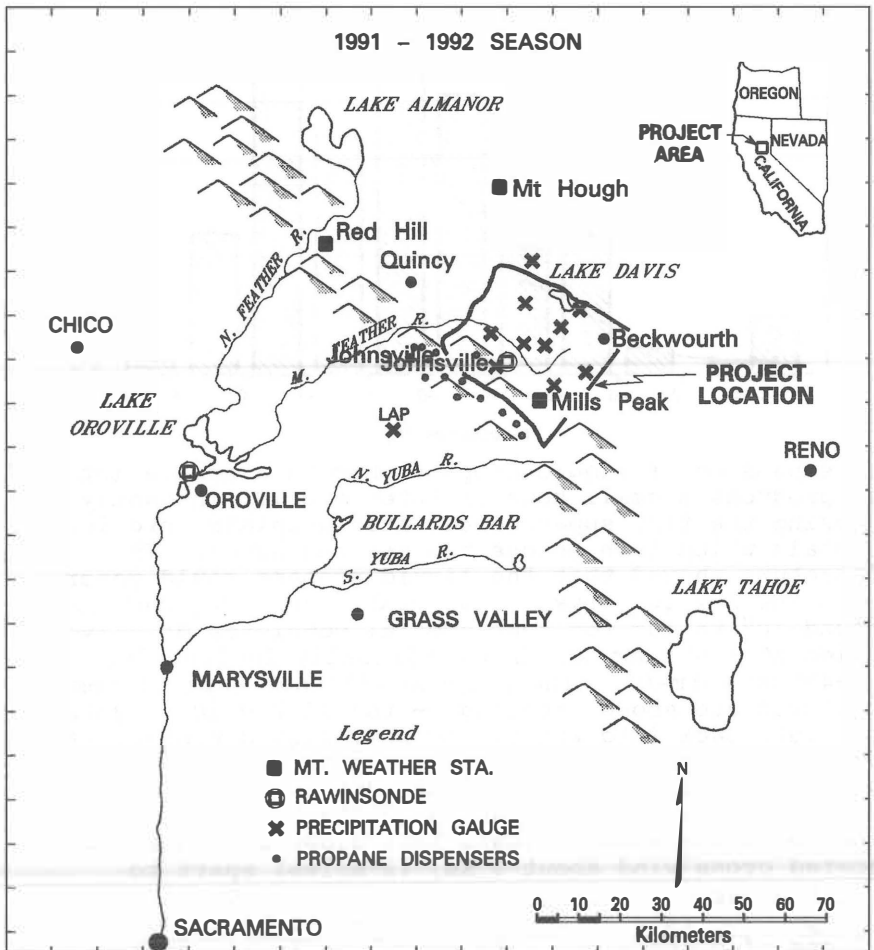 1991 – 1992 SEASON
LAKE ALMANOR
OREGON
NEVADA
PROJECT
AREA
CALIFORNIA
Mt Hough
Red Hill
Quincy
N. FEATHER R.
LAKE DAVIS
CHICO
M. FEATHER R.
Johnsville
Johnsville
Beckwourth
PROJECT
LOCATION
Mills Peak
LAKE
OROVILLE
LAP
RENO
OROVILLE
N. YUBA R.
BULLARDS BAR
S. YUBA R.
LAKE TAHOE
GRASS VALLEY
MARYSVILLE
Legend
MT. WEATHER STA.
RAWINSONDE
PRECIPITATION GAUGE
PROPANE DISPENSERS
N
0 10 20 30 40 50 60 70
Kilometers
SACRAMENTO